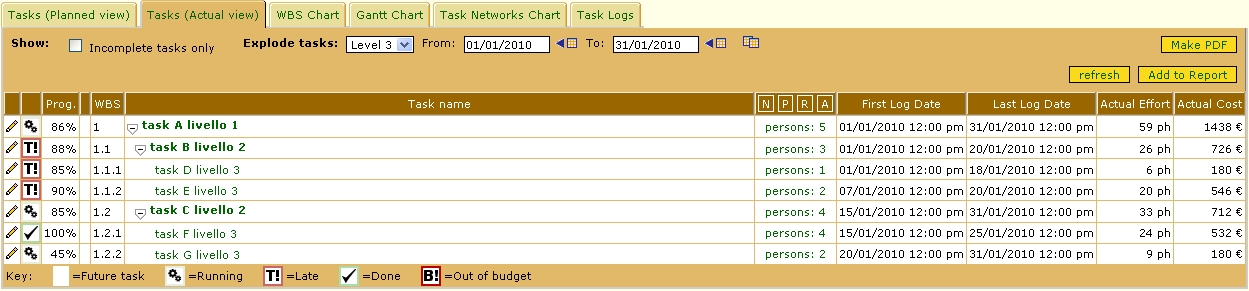 Tasks (Planned view) Tasks (Actual view) WBS Chart Gantt Chart Task Networks Chart Task Logs
Show: Incomplete tasks only Explode tasks: Level 3 From: 01/01/2010 To: 31/01/2010 Make PDF
refresh Add to Report
Prog. WBS Task name N P R A First Log Date Last Log Date Actual Effort Actual Cost
86% 1 task A livello 1 persons: 5 01/01/2010 12:00 pm 31/01/2010 12:00 pm 59 ph 1438 €
T! 88% 1.1 task B livello 2 persons: 3 01/01/2010 12:00 pm 20/01/2010 12:00 pm 26 ph 726 €
T! 85% 1.1.1 task D livello 3 persons: 1 01/01/2010 12:00 pm 18/01/2010 12:00 pm 6 ph 180 €
T! 90% 1.1.2 task E livello 3 persons: 2 07/01/2010 12:00 pm 20/01/2010 12:00 pm 20 ph 546 €
85% 1.2 task C livello 2 persons: 4 15/01/2010 12:00 pm 31/01/2010 12:00 pm 33 ph 712 €
100% 1.2.1 task F livello 3 persons: 4 15/01/2010 12:00 pm 25/01/2010 12:00 pm 24 ph 532 €
45% 1.2.2 task G livello 3 persons: 2 20/01/2010 12:00 pm 31/01/2010 12:00 pm 9 ph 180 €
Key: =Future task =Running T! =Late =Done B! =Out of budget